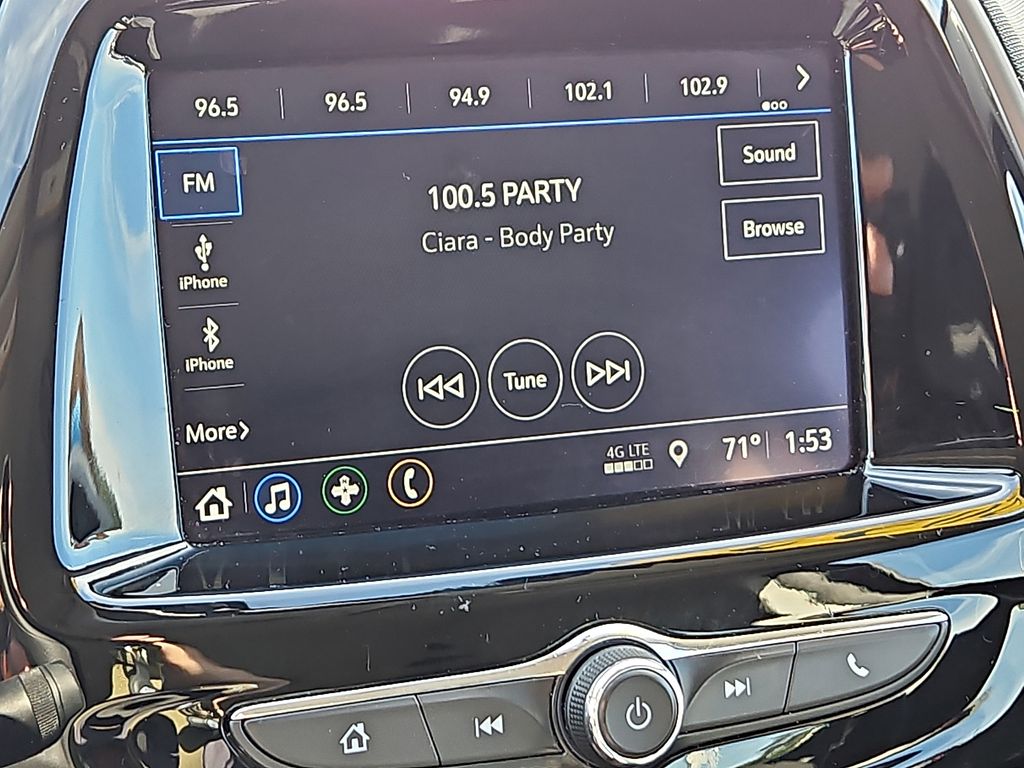 96.5 96.5 94.9 102.1 102.9
FM
100.5 PARTY
Ciara - Body Party
Sound
Browse
iPhone
iPhone
Tune
More
4G LTE 71° 1:53